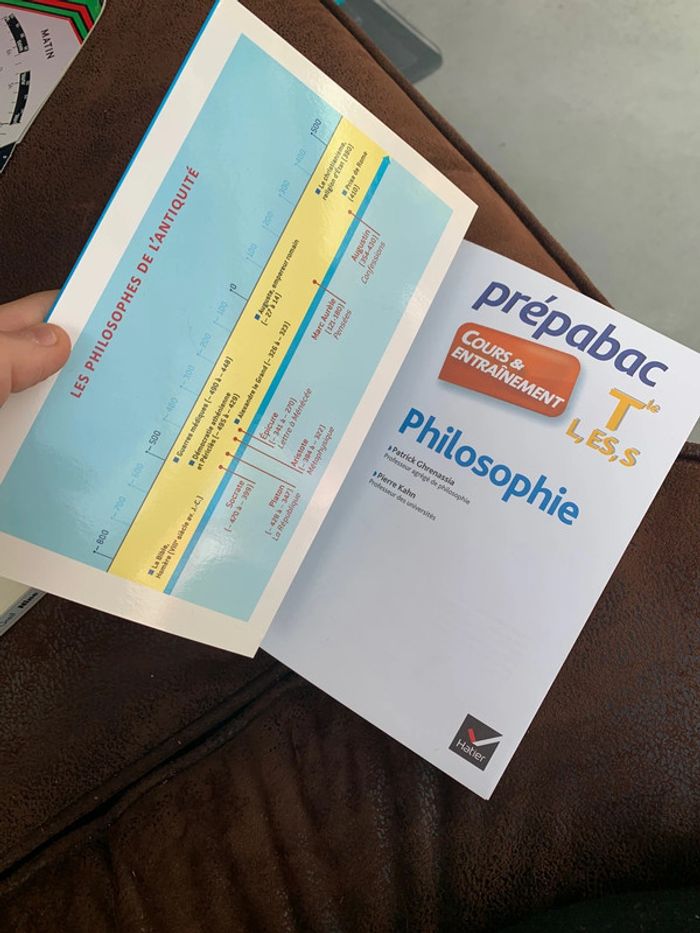 MATIN
LES PHILOSOPHES DE L'ANTIQUITÉ
– 800
– 700
– 600
– 500
– 400
– 300
– 200
– 100
0
100
200
300
400
500
La Bible,
Homère (VIIIᵉ siècle av. J.-C.)
Guerres médiques (– 490 à – 448)
Démocratie athénienne
et Périclès (– 495 à – 429)
Alexandre le Grand (– 326 à – 323)
Auguste, empereur romain
(– 27 à 14)
Le christianisme,
religion d'État (380)
Prise de Rome
(410)
Socrate
(– 470 à – 399)
Platon
(– 428 à – 347)
La République
Aristote
(– 384 à – 322)
Métaphysique
Épicure
(– 341 à – 270)
Lettre à Ménécée
Marc Aurèle
(121-180)
Pensées
Augustin
(354-430)
Confessions
prépabac
COURS &
ENTRAÎNEMENT
Tle
L, ES, S
Philosophie
Patrick Ghrenassia
Professeur agrégé de philosophie
Pierre Kahn
Professeur des universités
Hatier